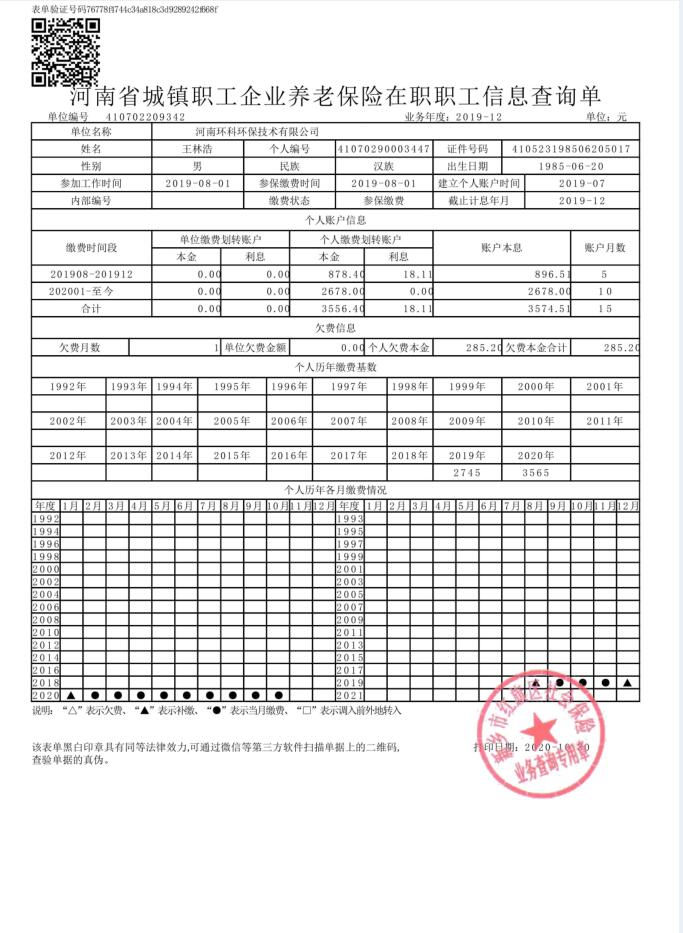 表单验证号码76778ff744c34a818c3d9289242f668f
河南省城镇职工企业养老保险在职职工信息查询单
单位编号 410702209342 业务年度：2019-12 单位：元
单位名称 河南环科环保技术有限公司
姓名 王林浩 个人编号 41070290003447 证件号码 410523198506205017
性别 男 民族 汉族 出生日期 1985-06-20
参加工作时间 2019-08-01 参保缴费时间 2019-08-01 建立个人账户时间 2019-07
内部编号 缴费状态 参保缴费 截止计息年月 2019-12
个人账户信息
缴费时间段 单位缴费划转账户 个人缴费划转账户 账户本息 账户月数
本金 利息 本金 利息
201908-201912 0.00 0.00 878.40 18.11 896.51 5
202001-至今 0.00 0.00 2678.00 0.00 2678.00 10
合计 0.00 0.00 3556.40 18.11 3574.51 15
欠费信息
欠费月数 1 单位欠费金额 0.00 个人欠费本金 285.20 欠费本金合计 285.20
个人历年缴费基数
1992年 1993年 1994年 1995年 1996年 1997年 1998年 1999年 2000年 2001年
2002年 2003年 2004年 2005年 2006年 2007年 2008年 2009年 2010年 2011年
2012年 2013年 2014年 2015年 2016年 2017年 2018年 2019年 2020年
2745 3565
个人历年各月缴费情况
年度 1月 2月 3月 4月 5月 6月 7月 8月 9月 10月 11月 12月 年度 1月 2月 3月 4月 5月 6月 7月 8月 9月 10月 11月 12月
1992 1993
1994 1995
1996 1997
1998 1999
2000 2001
2002 2003
2004 2005
2006 2007
2008 2009
2010 2011
2012 2013
2014 2015
2016 2017
2018 2019 ▲ ● ● ● ▲
2020 ▲ ● ● ● ● ● ● ● ● ● 2021
说明：“△”表示欠费、“▲”表示补缴、“●”表示当月缴费、“□”表示调入前外地转入
该表单黑白印章具有同等法律效力,可通过微信等第三方软件扫描单据上的二维码,
查验单据的真伪。
打印日期：2020-10-20
新乡市红旗区社会保险
业务查询专用章